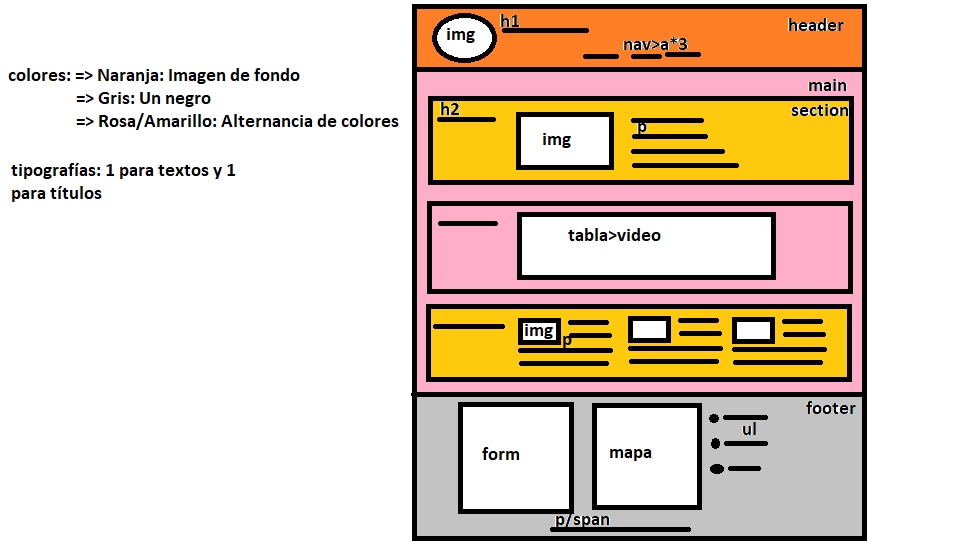 colores: => Naranja: Imagen de fondo
=> Gris: Un negro
=> Rosa/Amarillo: Alternancia de colores
tipografías: 1 para textos y 1
para títulos
img
h1
header
nav>a*3
main
h2
section
img
p
tabla>video
img
p
footer
form
mapa
ul
p/span